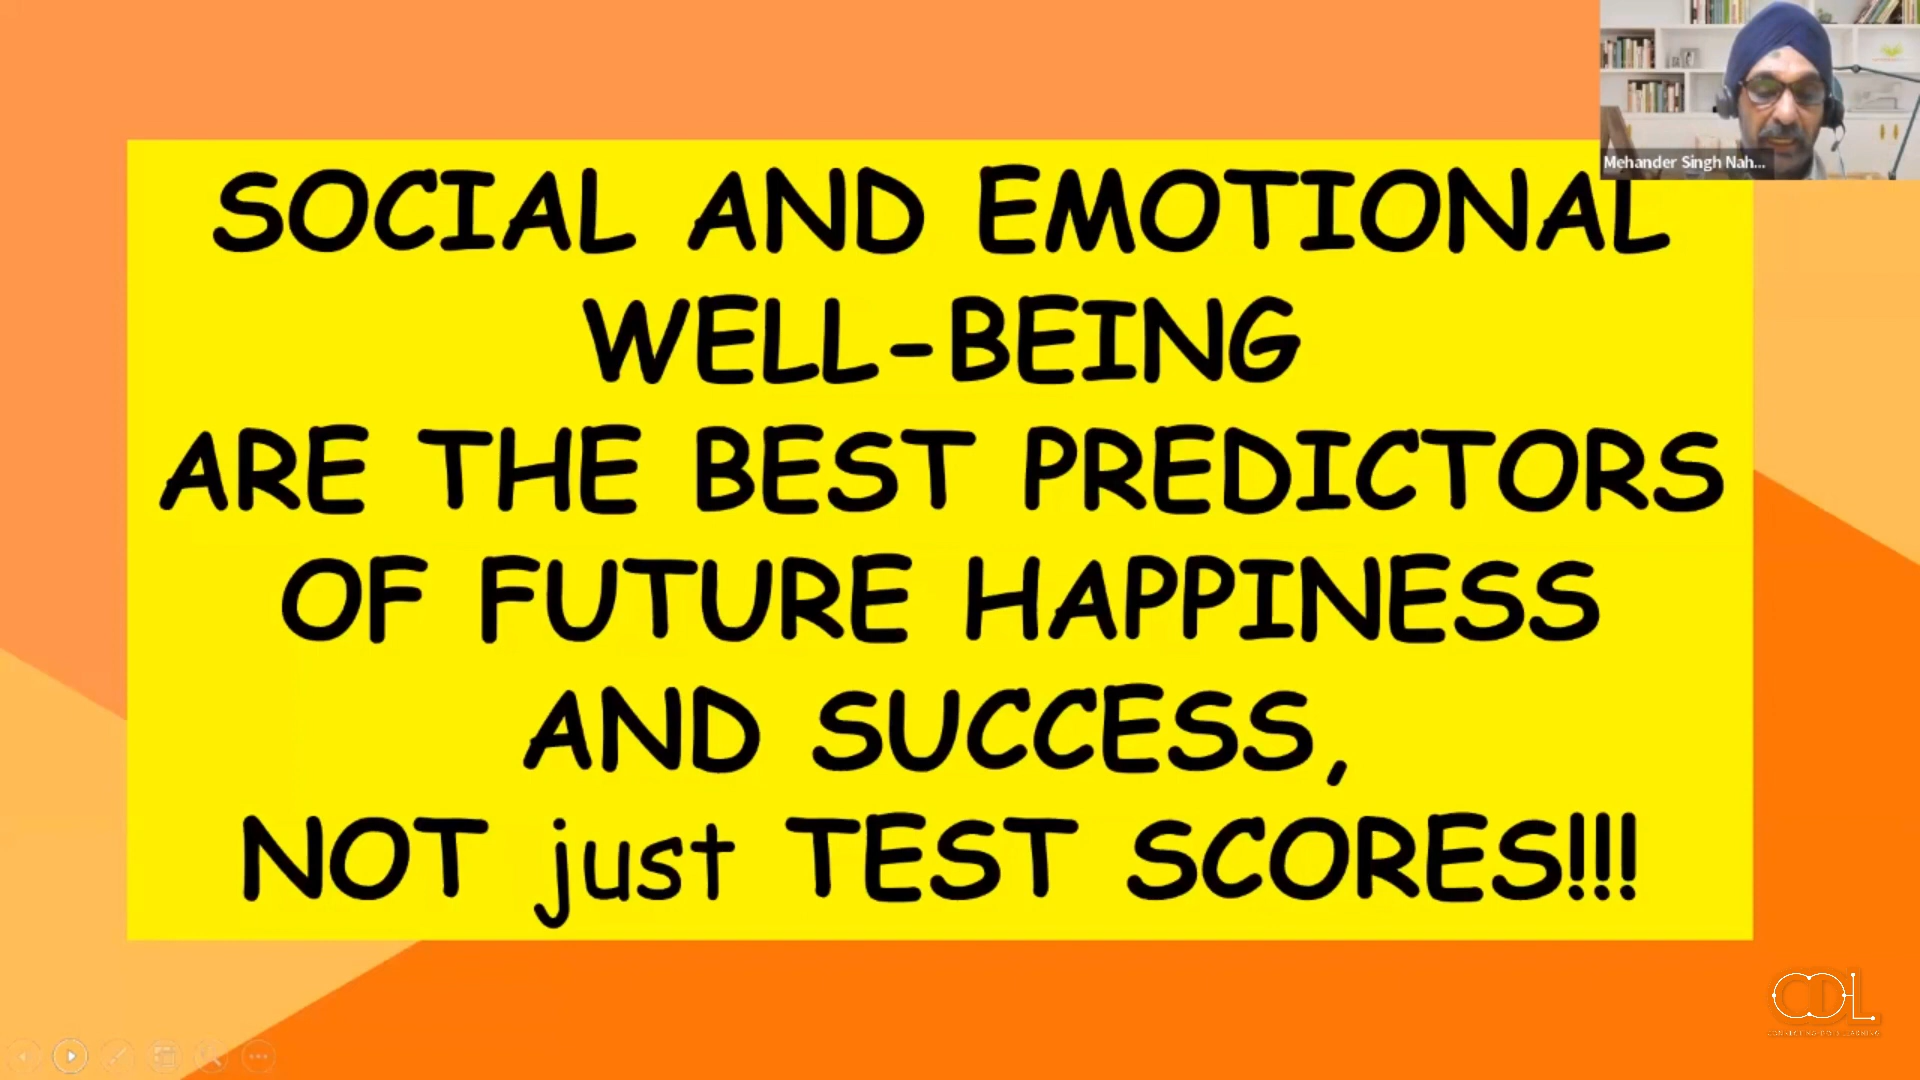 SOCIAL AND EMOTIONAL
WELL-BEING
ARE THE BEST PREDICTORS
OF FUTURE HAPPINESS
AND SUCCESS,
NOT just TEST SCORES!!!
Mehander Singh Nah...
CDL